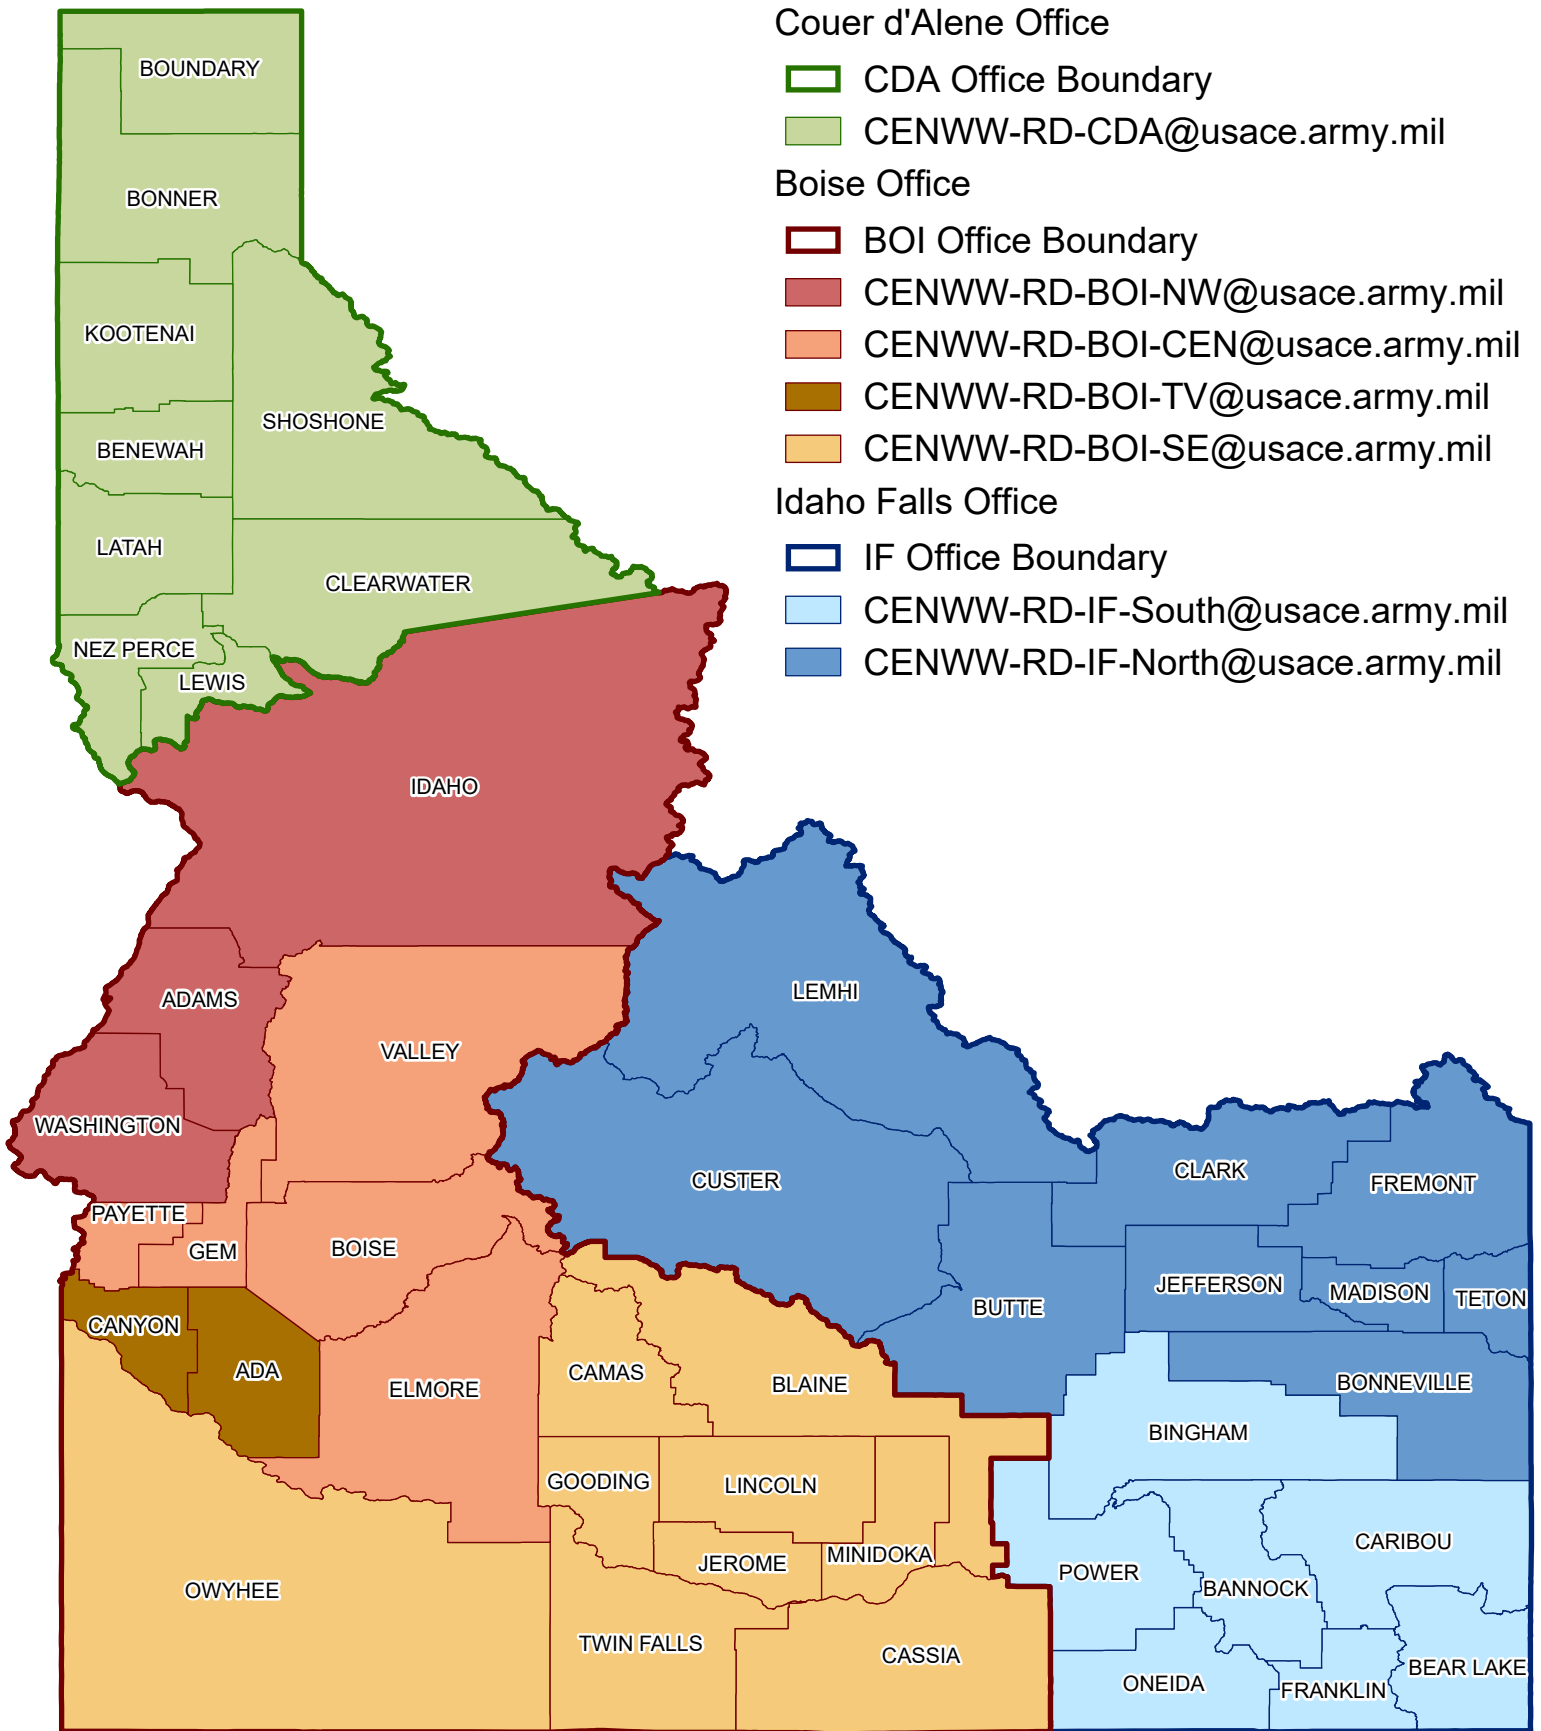 Couer d'Alene Office
CDA Office Boundary
CENWW-RD-CDA@usace.army.mil
Boise Office
BOI Office Boundary
CENWW-RD-BOI-NW@usace.army.mil
CENWW-RD-BOI-CEN@usace.army.mil
CENWW-RD-BOI-TV@usace.army.mil
CENWW-RD-BOI-SE@usace.army.mil
Idaho Falls Office
IF Office Boundary
CENWW-RD-IF-South@usace.army.mil
CENWW-RD-IF-North@usace.army.mil
BOUNDARY
BONNER
KOOTENAI
SHOSHONE
BENEWAH
LATAH
CLEARWATER
NEZ PERCE
LEWIS
IDAHO
LEMHI
ADAMS
VALLEY
WASHINGTON
CUSTER
CLARK
FREMONT
PAYETTE
GEM
BOISE
JEFFERSON
MADISON
TETON
BUTTE
CANYON
ADA
CAMAS
BLAINE
ELMORE
BONNEVILLE
BINGHAM
GOODING
LINCOLN
CARIBOU
JEROME
MINIDOKA
POWER
BANNOCK
OWYHEE
TWIN FALLS
CASSIA
BEAR LAKE
ONEIDA
FRANKLIN